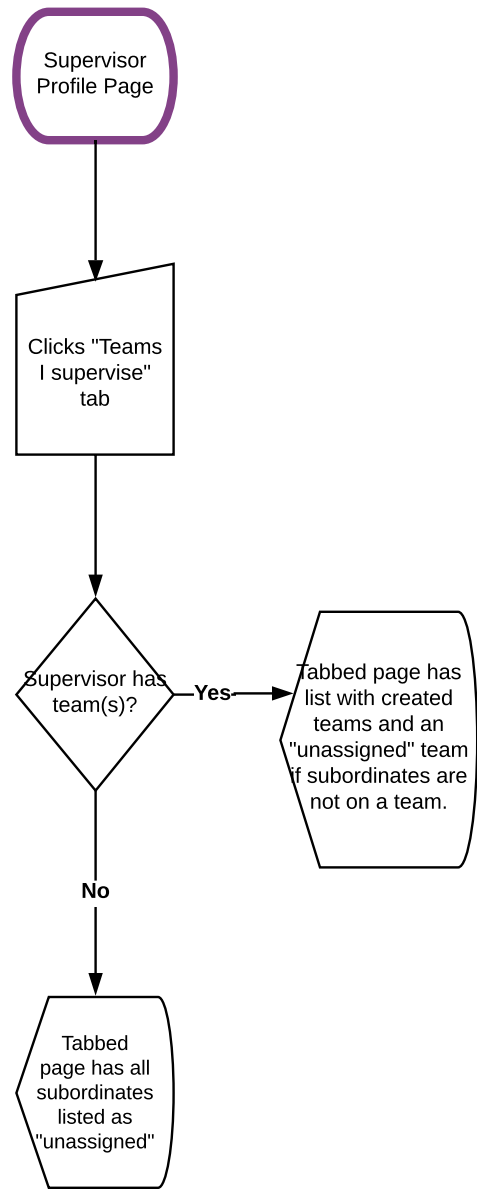 Supervisor
Profile Page
Clicks "Teams
I supervise"
tab
Supervisor has
team(s)?
Yes
Tabbed page has
list with created
teams and an
"unassigned" team
if subordinates are
not on a team.
No
Tabbed
page has all
subordinates
listed as
"unassigned"